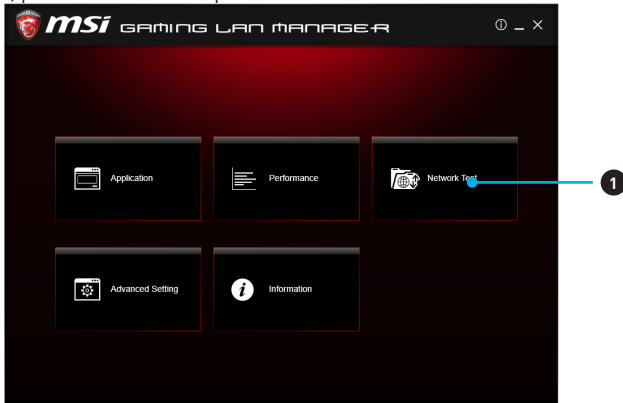 msi GAMING LAN MANAGER
Application
Performance
Network Test
1
Advanced Setting
Information